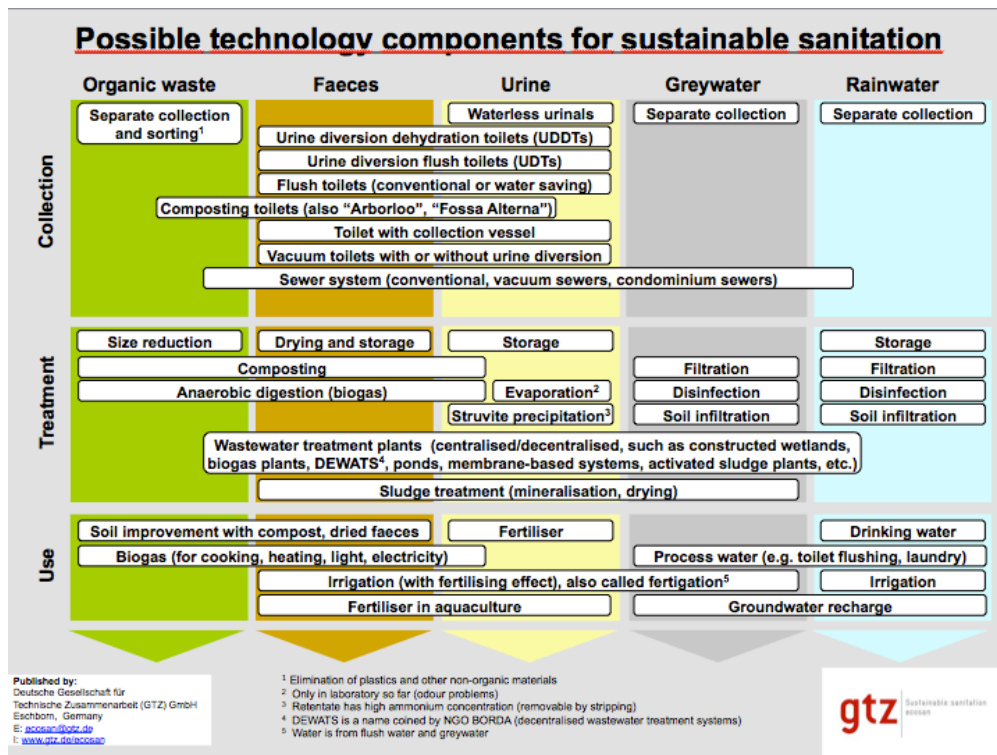 Possible technology components for sustainable sanitation
Organic waste
Faeces
Urine
Greywater
Rainwater
Collection
Separate collection
and sorting¹
Waterless urinals
Separate collection
Separate collection
Urine diversion dehydration toilets (UDDTs)
Urine diversion flush toilets (UDTs)
Flush toilets (conventional or water saving)
Composting toilets (also “Arborloo”, “Fossa Alterna”)
Toilet with collection vessel
Vacuum toilets with or without urine diversion
Sewer system (conventional, vacuum sewers, condominium sewers)
Treatment
Size reduction
Drying and storage
Storage
Storage
Composting
Filtration
Filtration
Anaerobic digestion (biogas)
Evaporation²
Disinfection
Disinfection
Struvite precipitation³
Soil infiltration
Soil infiltration
Wastewater treatment plants (centralised/decentralised, such as constructed wetlands,
biogas plants, DEWATS⁴, ponds, membrane-based systems, activated sludge plants, etc.)
Sludge treatment (mineralisation, drying)
Use
Soil improvement with compost, dried faeces
Fertiliser
Drinking water
Biogas (for cooking, heating, light, electricity)
Process water (e.g. toilet flushing, laundry)
Irrigation (with fertilising effect), also called fertigation⁵
Irrigation
Fertiliser in aquaculture
Groundwater recharge
Published by:
Deutsche Gesellschaft für
Technische Zusammenarbeit (GTZ) GmbH
Eschborn, Germany
E: ecosan@gtz.de
I: www.gtz.de/ecosan
¹ Elimination of plastics and other non-organic materials
² Only in laboratory so far (odour problems)
³ Retentate has high ammonium concentration (removable by stripping)
⁴ DEWATS is a name coined by NGO BORDA (decentralised wastewater treatment systems)
⁵ Water is from flush water and greywater
gtz
Sustainable sanitation
ecosan